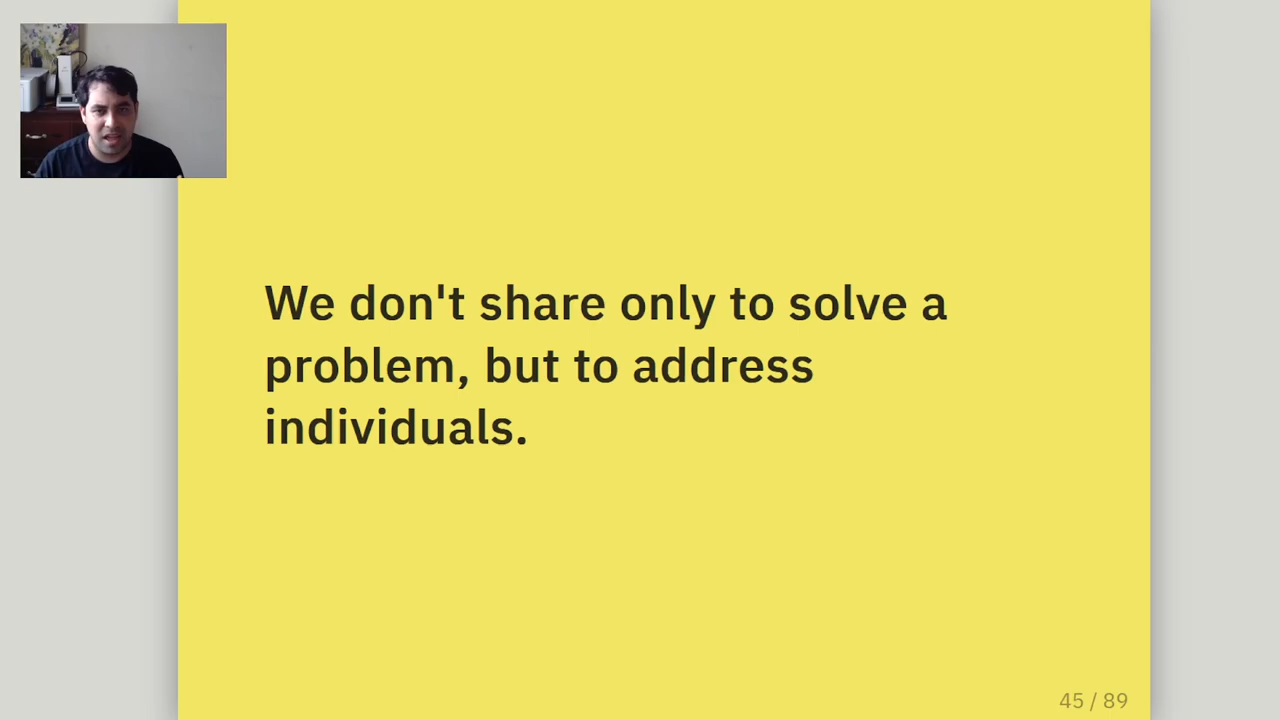 We don't share only to solve a
problem, but to address
individuals.
45 / 89